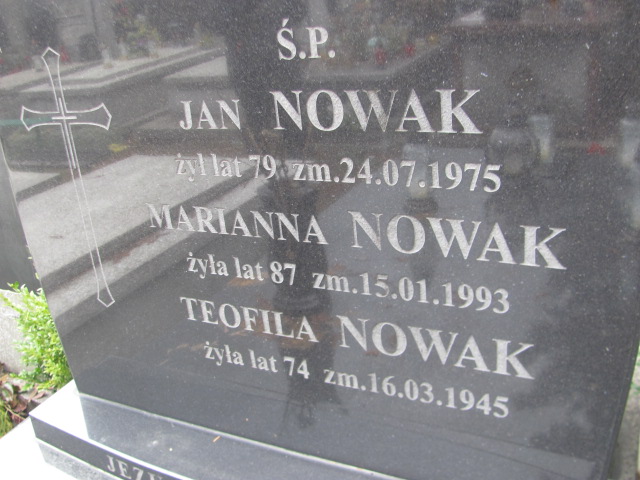 Ś.P.
JAN NOWAK
żył lat 79 zm.24.07.1975
MARIANNA NOWAK
żyła lat 87 zm.15.01.1993
TEOFILA NOWAK
żyła lat 74 zm.16.03.1945